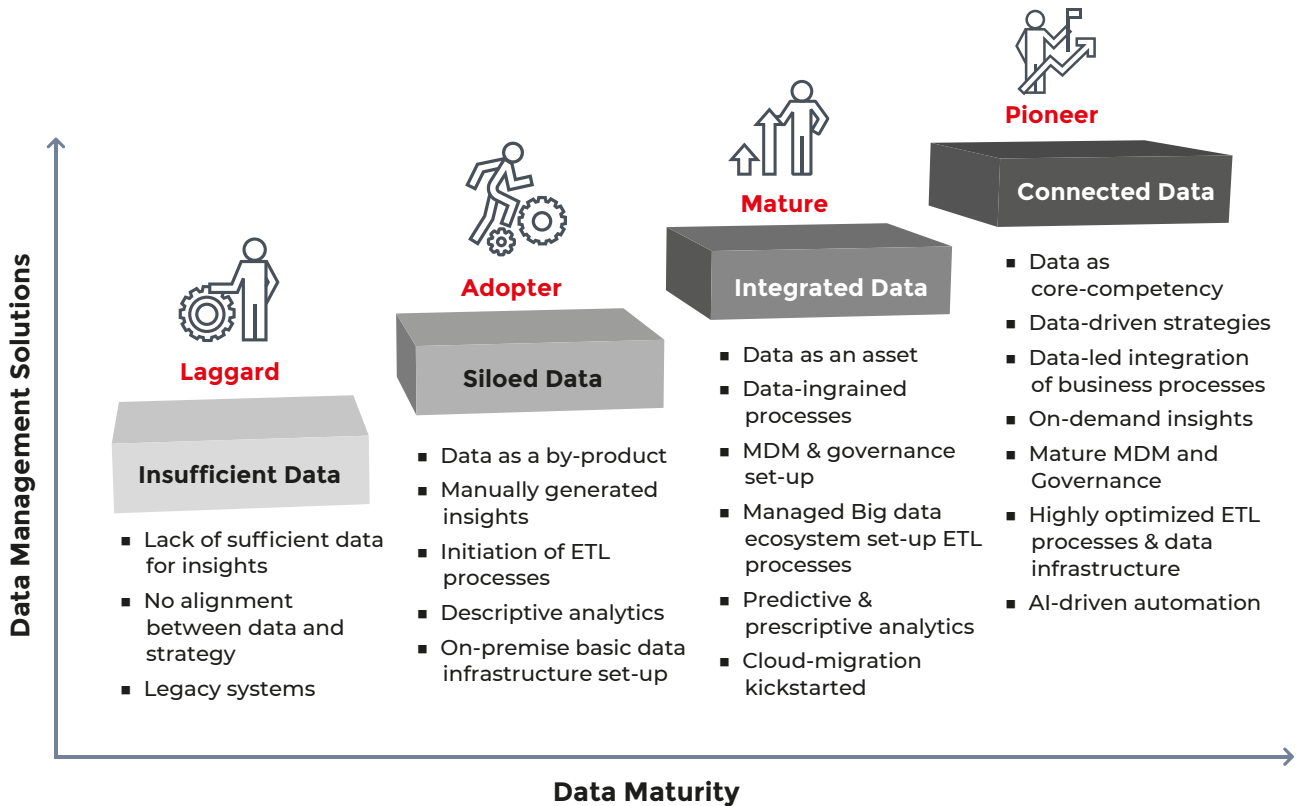 Data Management Solutions
Laggard
Insufficient Data
▪ Lack of sufficient data
for insights
▪ No alignment
between data and
strategy
▪ Legacy systems
Adopter
Siloed Data
▪ Data as a by-product
▪ Manually generated
insights
▪ Initiation of ETL
processes
▪ Descriptive analytics
▪ On-premise basic data
infrastructure set-up
Mature
Integrated Data
▪ Data as an asset
▪ Data-ingrained
processes
▪ MDM & governance
set-up
▪ Managed Big data
ecosystem set-up ETL
processes
▪ Predictive &
prescriptive analytics
▪ Cloud-migration
kickstarted
Pioneer
Connected Data
▪ Data as
core-competency
▪ Data-driven strategies
▪ Data-led integration
of business processes
▪ On-demand insights
▪ Mature MDM and
Governance
▪ Highly optimized ETL
processes & data
infrastructure
▪ AI-driven automation
Data Maturity